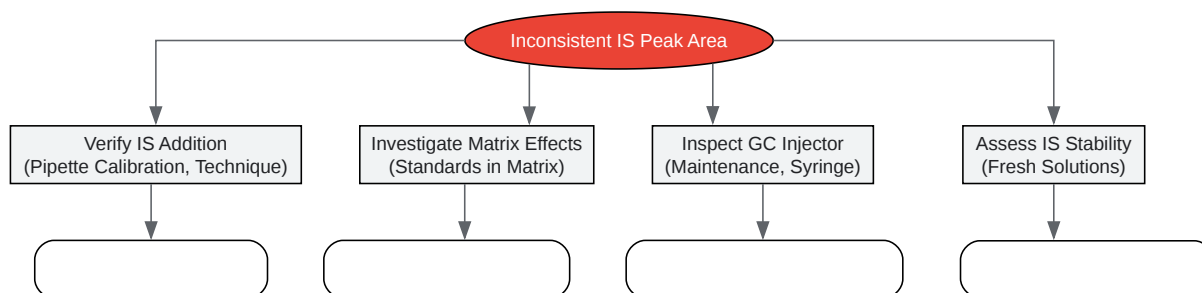 Inconsistent IS Peak Area
Verify IS Addition
(Pipette Calibration, Technique)
Investigate Matrix Effects
(Standards in Matrix)
Inspect GC Injector
(Maintenance, Syringe)
Assess IS Stability
(Fresh Solutions)